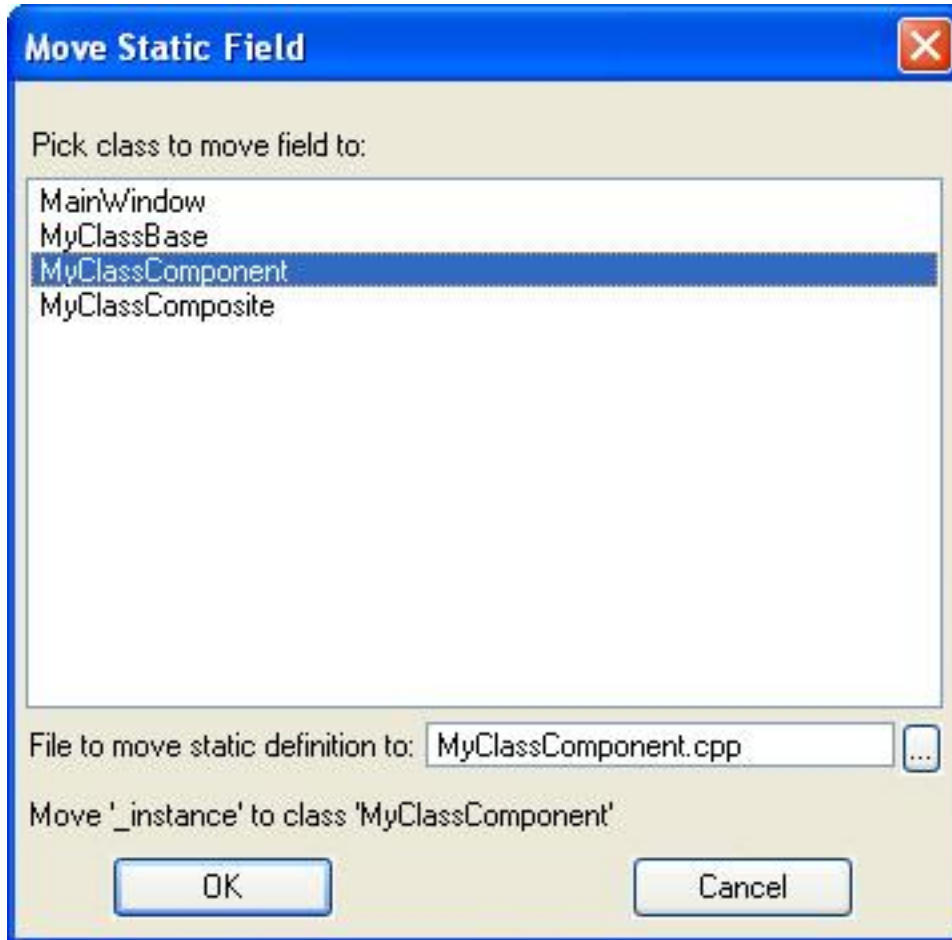 Move Static Field
Pick class to move field to:
MainWindow
MyClassBase
MyClassComponent
MyClassComposite
File to move static definition to: MyClassComponent.cpp ...
Move '_instance' to class 'MyClassComponent'
OK Cancel